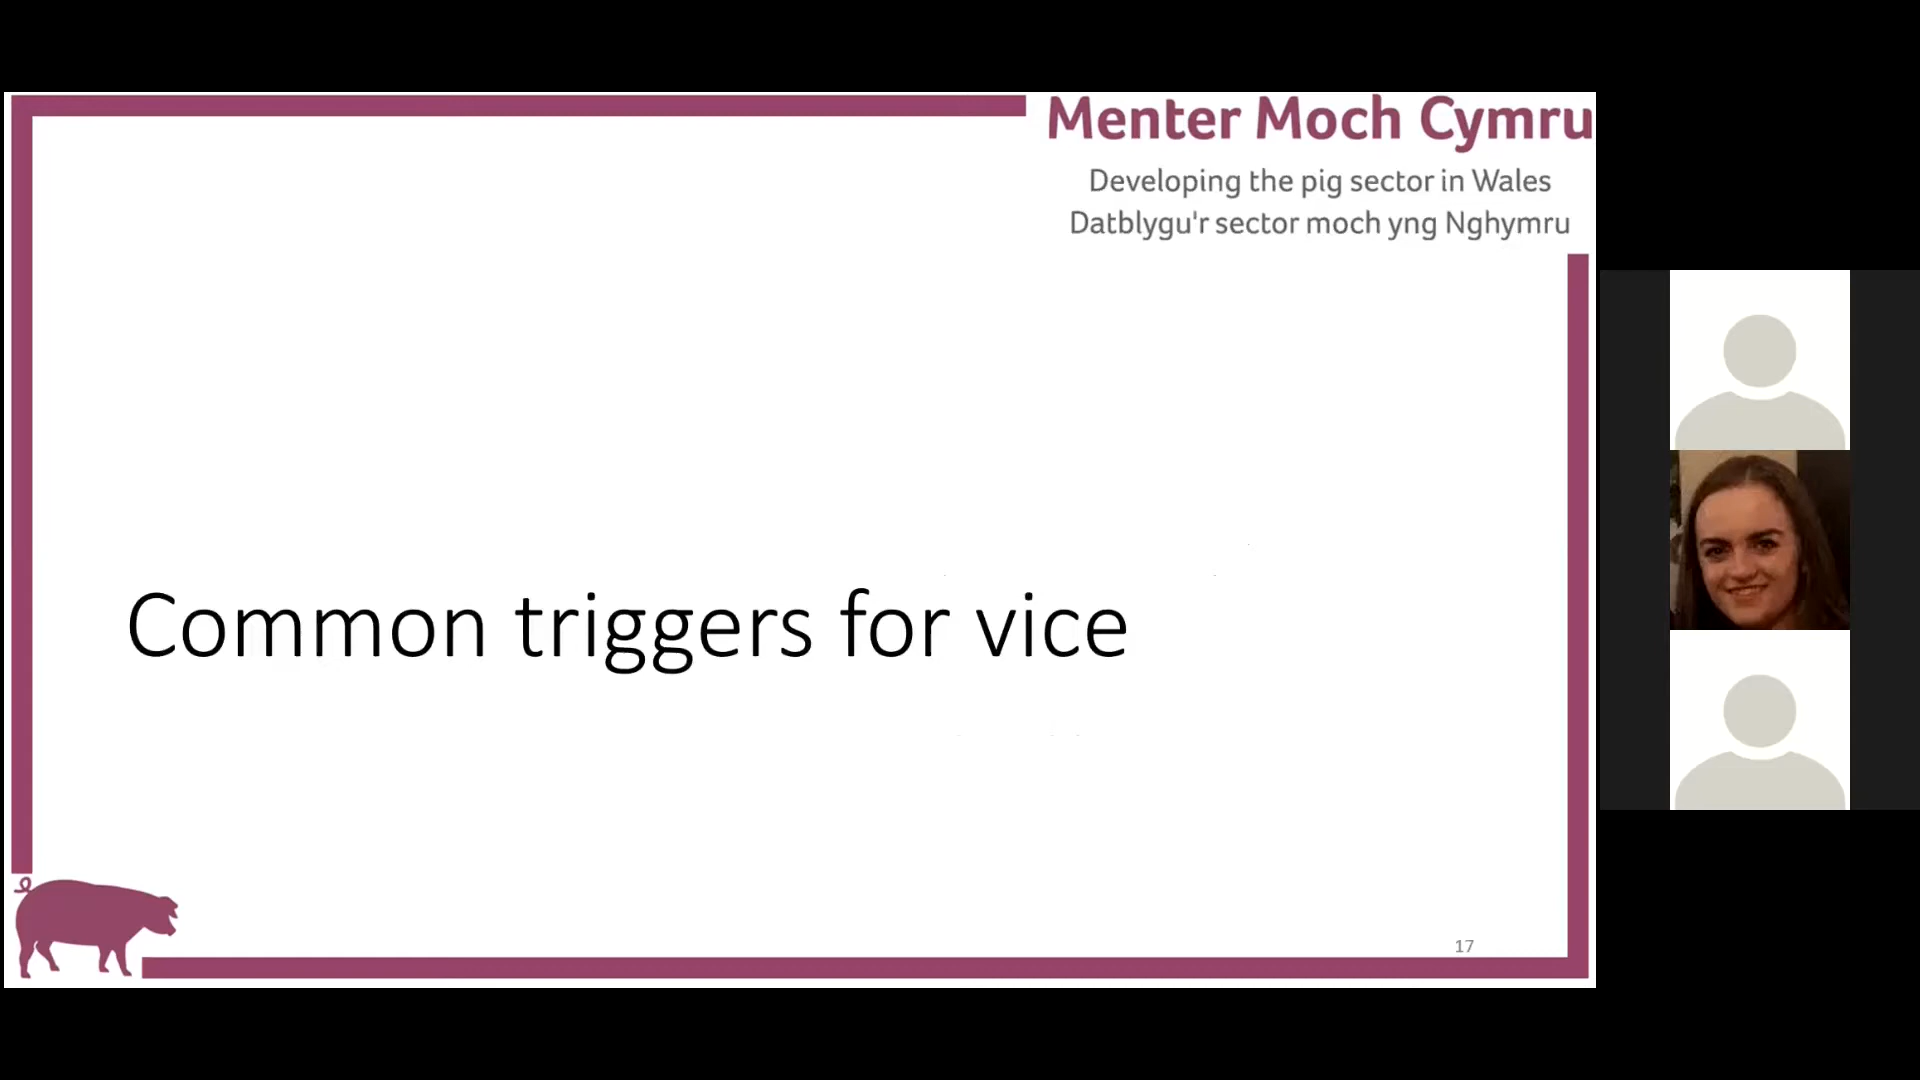 Menter Moch Cymru
Developing the pig sector in Wales
Datblygu'r sector moch yng Nghymru
Common triggers for vice
17